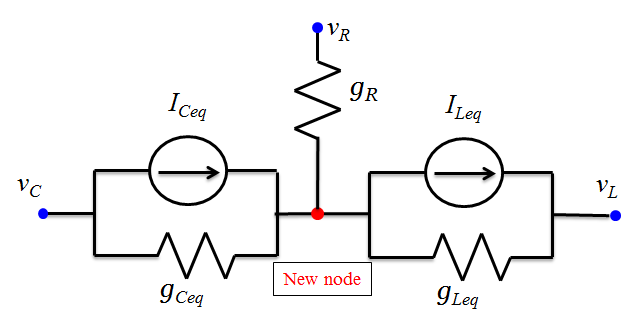 v_R
g_R
I_Ceq
I_Leq
v_C
v_L
New node
g_Ceq
g_Leq